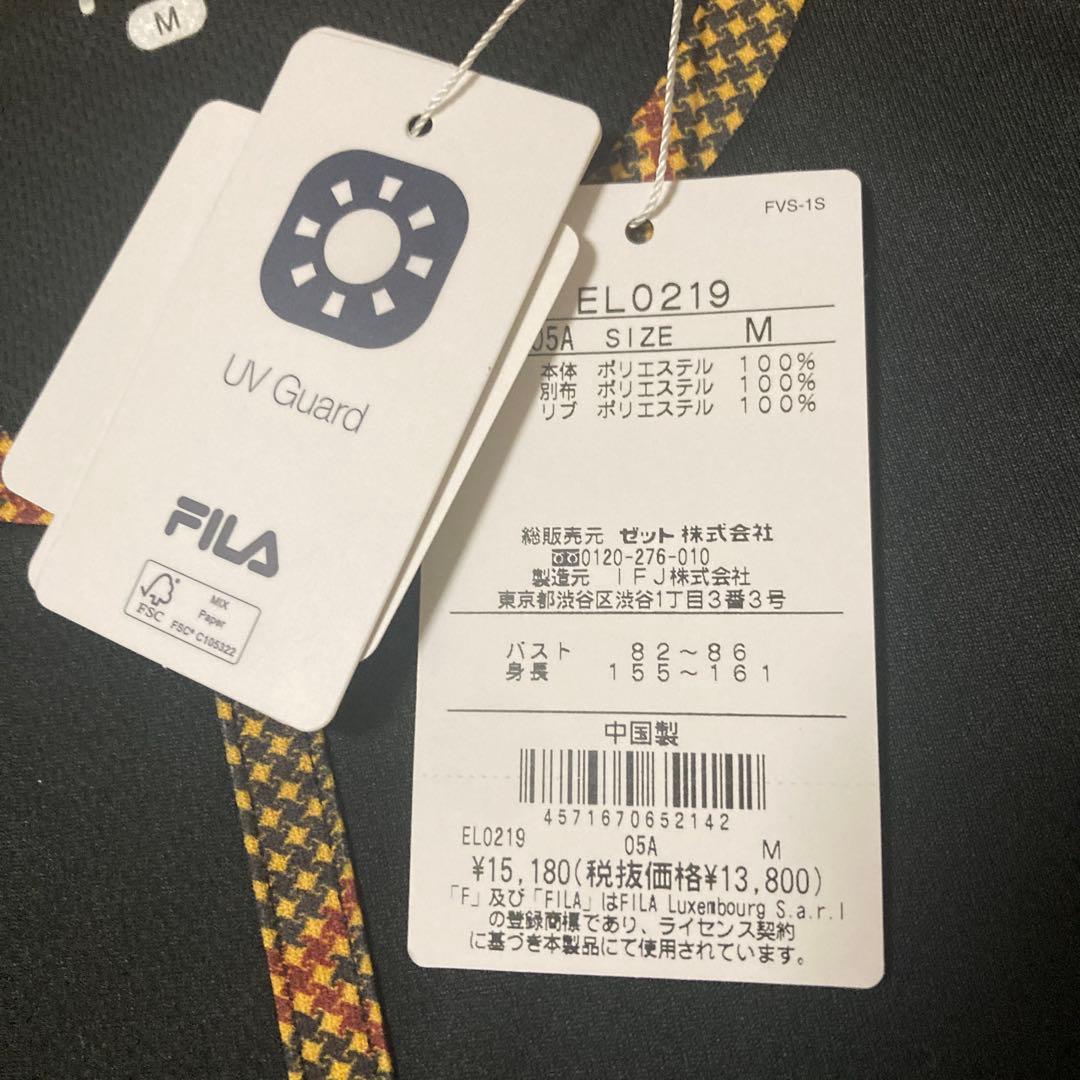 M
UV Guard
FILA
FSC
MIX
Paper
FSC® C105322
FVS-1S
EL0219
05A SIZE M
本体 ポリエステル 100%
別布 ポリエステル 100%
リブ ポリエステル 100%
総販売元 ゼット株式会社
0120-276-010
製造元 IFJ株式会社
東京都渋谷区渋谷1丁目3番3号
バスト 82~86
身長 155~161
中国製
4571670652142
EL0219 05A M
¥15,180(税抜価格¥13,800)
「F」及び「FILA」はFILA Luxembourg S.a.r.l
の登録商標であり、ライセンス契約
に基づき本製品にて使用されています。